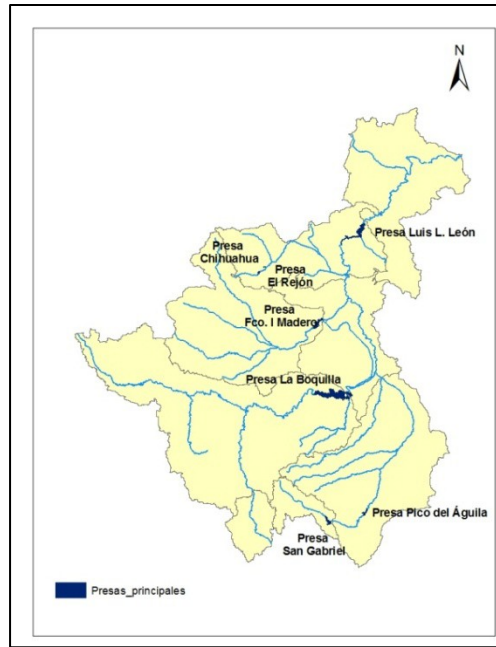 N
Presa Luis L. León
Presa
Chihuahua
Presa
El Rejón
Presa
Fco. I Madero
Presa La Boquilla
Presa Pico del Águila
Presa
San Gabriel
Presas_principales